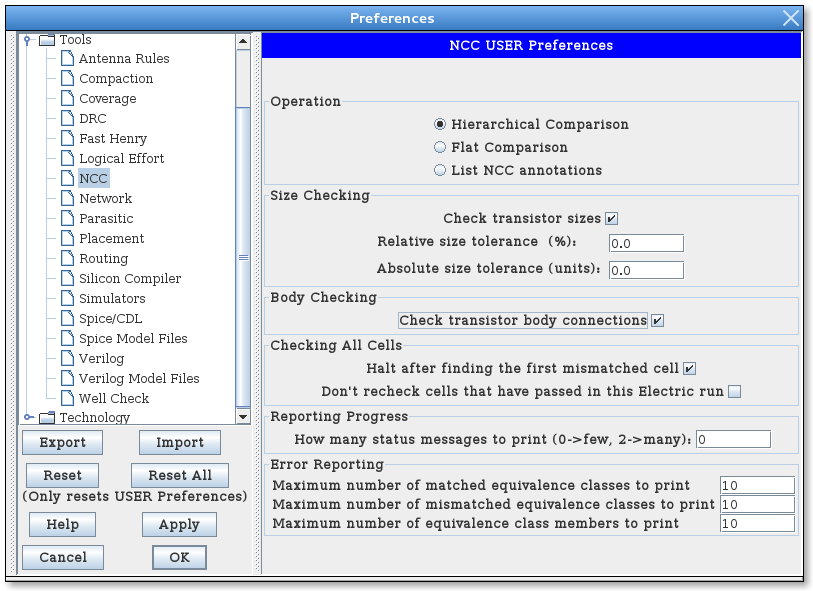 Preferences
Tools
Antenna Rules
Compaction
Coverage
DRC
Fast Henry
Logical Effort
NCC
Network
Parasitic
Placement
Routing
Silicon Compiler
Simulators
Spice/CDL
Spice Model Files
Verilog
Verilog Model Files
Well Check
Technology
Export Import
Reset Reset All
(Only resets USER Preferences)
Help Apply
Cancel OK
NCC USER Preferences
Operation
Hierarchical Comparison
Flat Comparison
List NCC annotations
Size Checking
Check transistor sizes
Relative size tolerance (%): 0.0
Absolute size tolerance (units): 0.0
Body Checking
Check transistor body connections
Checking All Cells
Halt after finding the first mismatched cell
Don't recheck cells that have passed in this Electric run
Reporting Progress
How many status messages to print (0->few, 2->many): 0
Error Reporting
Maximum number of matched equivalence classes to print 10
Maximum number of mismatched equivalence classes to print 10
Maximum number of equivalence class members to print 10